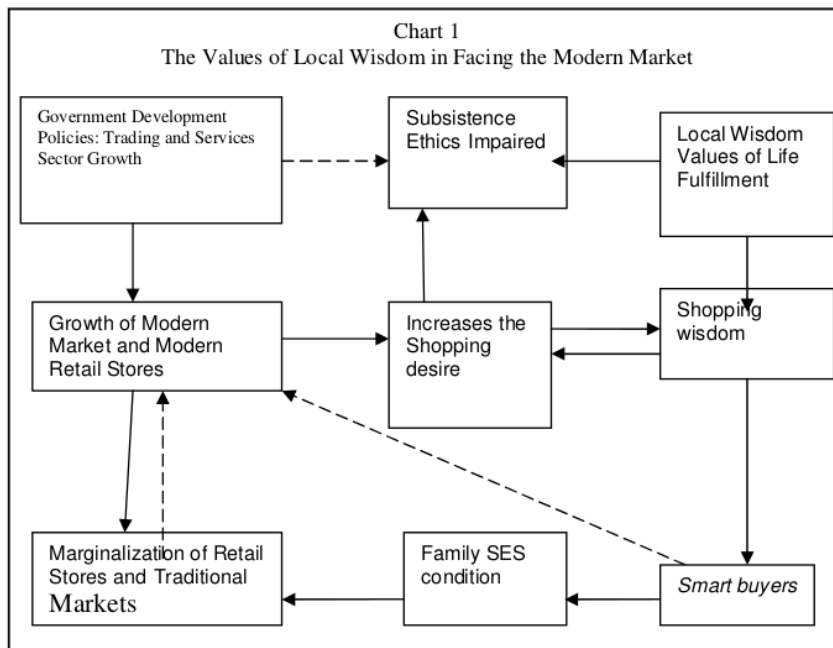 Chart 1
The Values of Local Wisdom in Facing the Modern Market
Government Development
Policies: Trading and Services
Sector Growth
Subsistence
Ethics Impaired
Local Wisdom
Values of Life
Fulfillment
Growth of Modern
Market and Modern
Retail Stores
Increases the
Shopping
desire
Shopping
wisdom
Marginalization of Retail
Stores and Traditional
Markets
Family SES
condition
Smart buyers